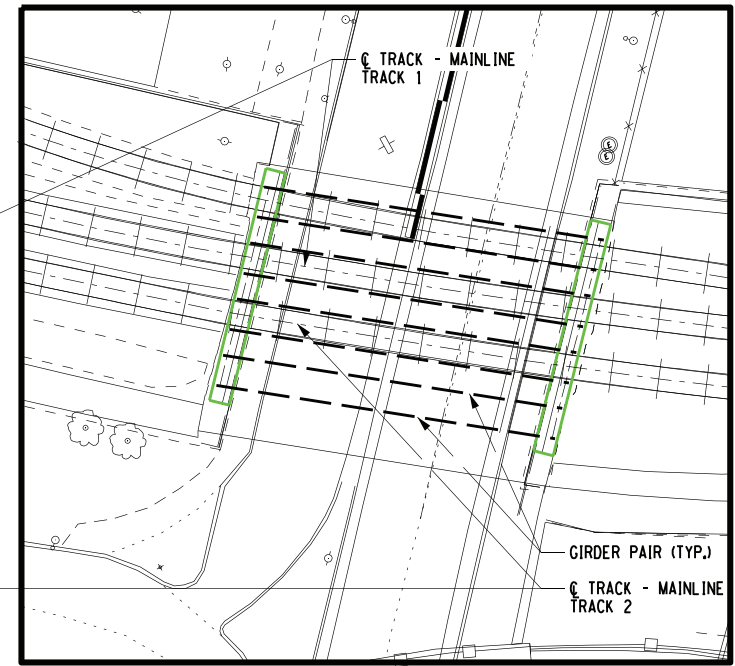 ℄ TRACK - MAINLINE
TRACK 1
E
E
GIRDER PAIR (TYP.)
℄ TRACK - MAINLINE
TRACK 2